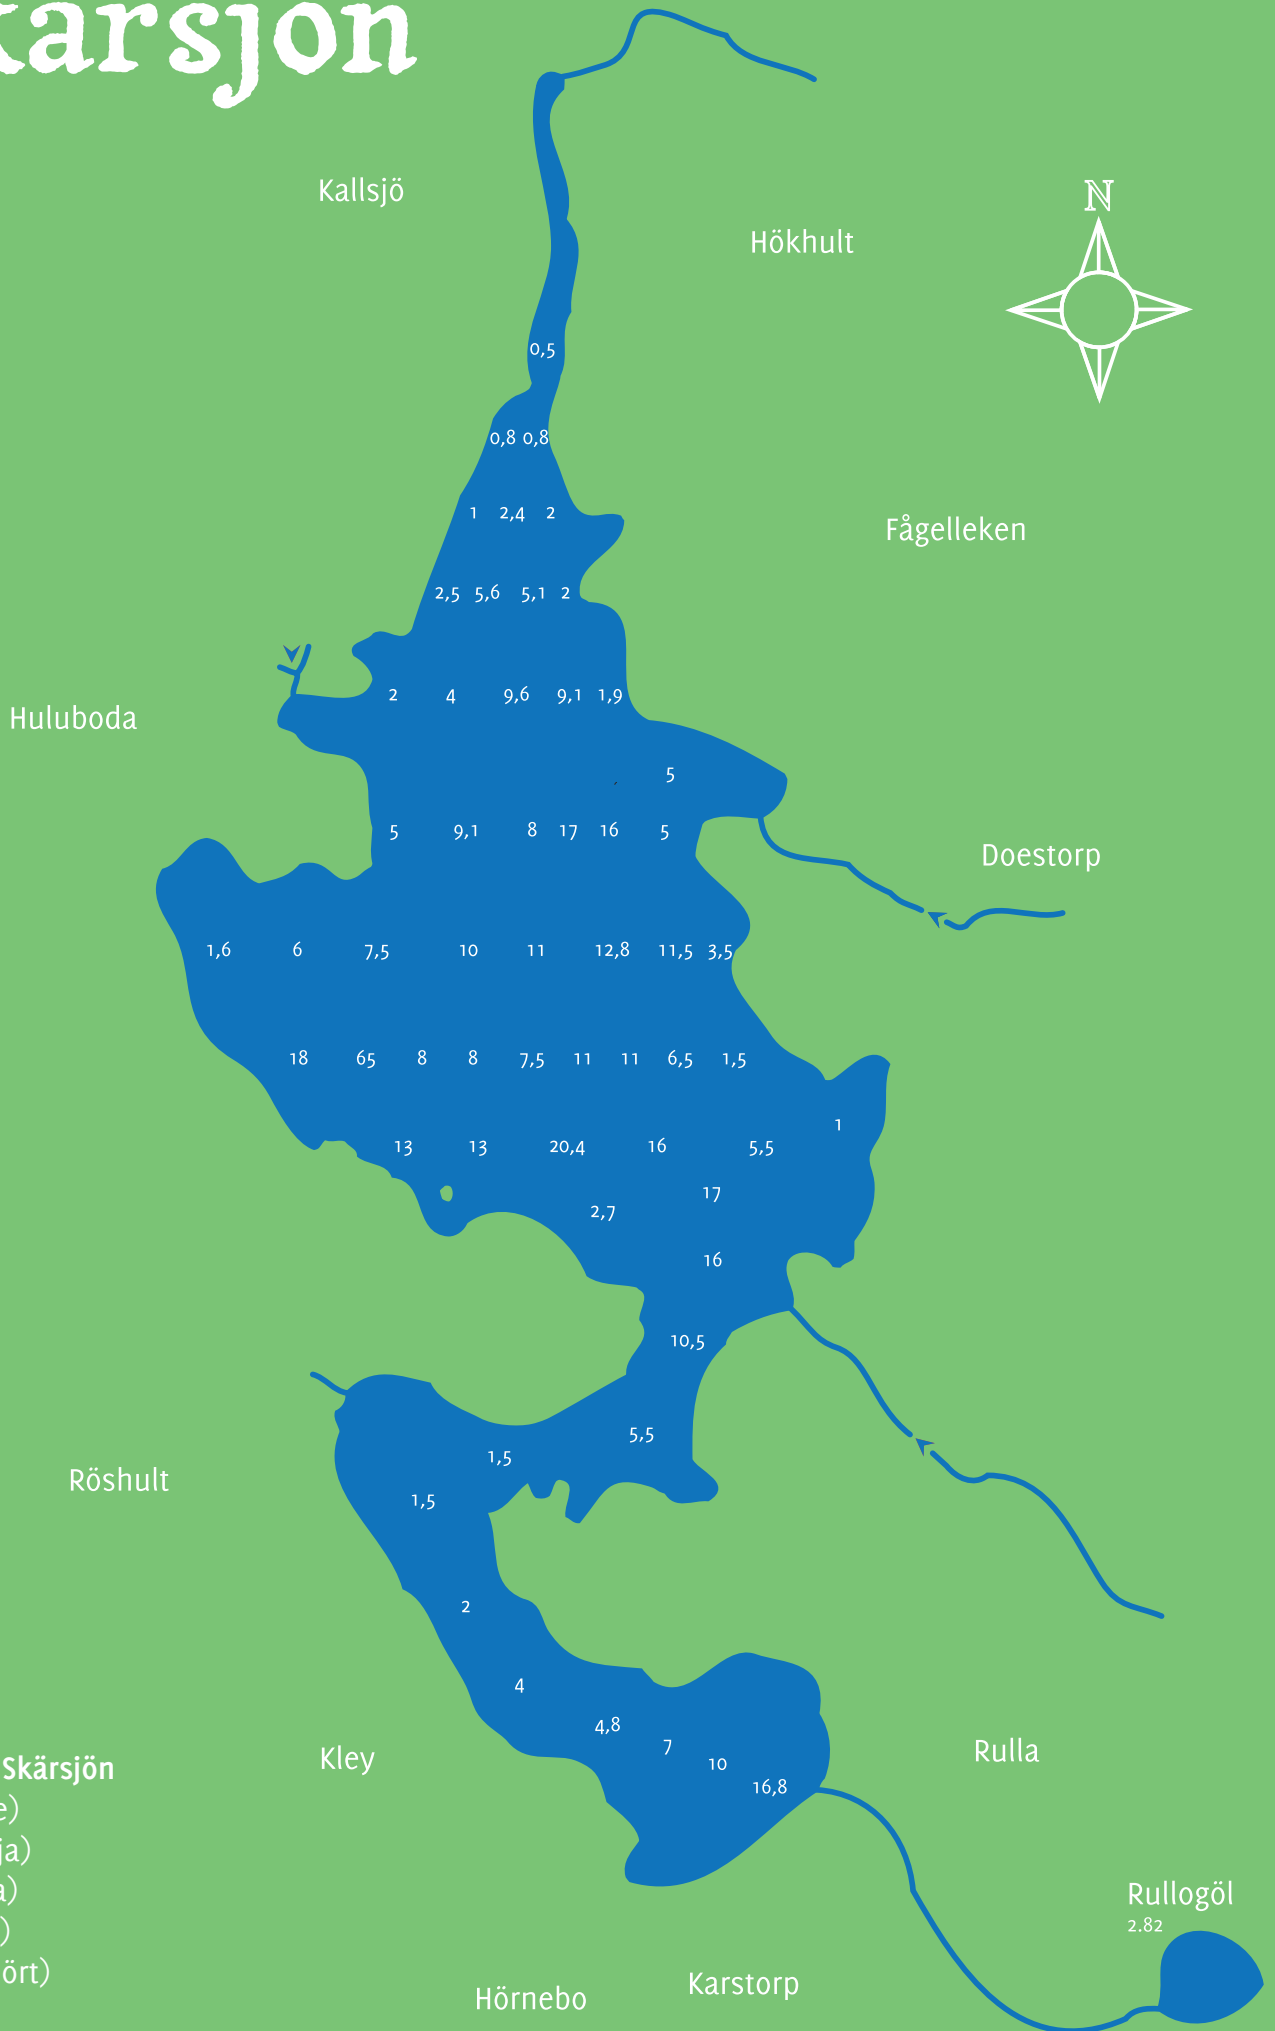 Kallsjö
N
Hökhult
0,5
0,8 0,8
1 2,4 2
Fågelleken
2,5 5,6 5,1 2
2 4 9,6 9,1 1,9
Huluboda
5
5 9,1 8 17 16 5
Doestorp
1,6 6 7,5 10 11 12,8 11,5 3,5
18 65 8 8 7,5 11 11 6,5 1,5
1
13 13 20,4 16 5,5
17
2,7
16
10,5
5,5
1,5
Röshult
1,5
2
4
4,8
7
Rulla
Kley
10
Skärsjön
16,8
Rullogöl
2.82
Karstorp
Hörnebo